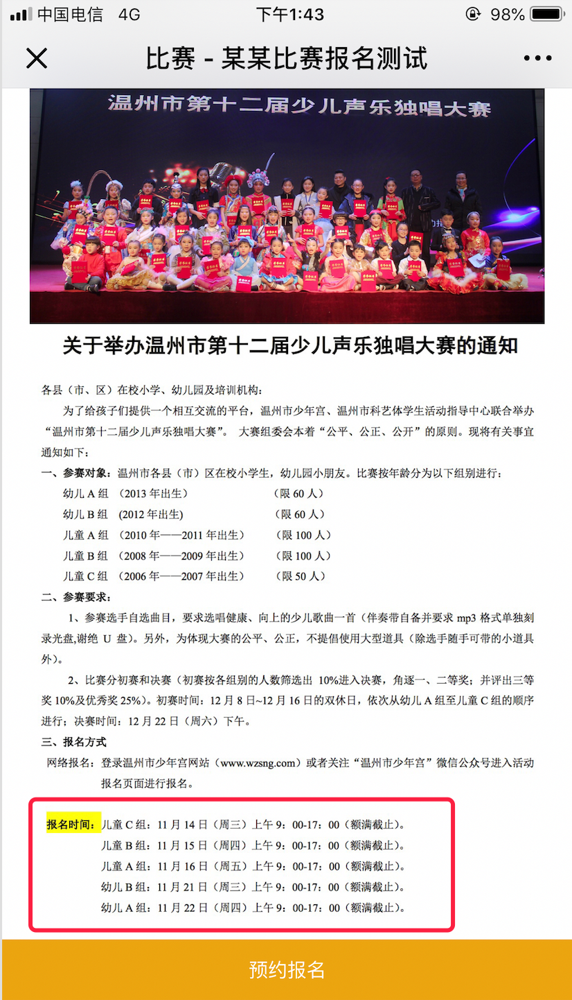 中国电信 4G 下午1:43 98%
比赛 - 某某比赛报名测试
温州市第十二届少儿声乐独唱大赛
关于举办温州市第十二届少儿声乐独唱大赛的通知
各县（市、区）在校小学、幼儿园及培训机构：
为了给孩子们提供一个相互交流的平台，温州市少年宫、温州市科艺体学生活动指导中心联合举办
“温州市第十二届少儿声乐独唱大赛”。 大赛组委会本着“公平、公正、公开”的原则。现将有关事宜
通知如下：
一、参赛对象：温州市各县（市）区在校小学生，幼儿园小朋友。比赛按年龄分为以下组别进行：
幼儿 A 组 （2013 年出生） （限 60 人）
幼儿 B 组 (2012 年出生) （限 60 人）
儿童 A 组 （2010 年——2011 年出生） （限 100 人）
儿童 B 组 （2008 年——2009 年出生） （限 100 人）
儿童 C 组 （2006 年——2007 年出生） （限 50 人）
二、参赛要求：
1、参赛选手自选曲目，要求选唱健康、向上的少儿歌曲一首（伴奏带自备并要求 mp3 格式单独刻
录光盘,谢绝 U 盘）。另外，为体现大赛的公平、公正，不提倡使用大型道具（除选手随手可带的小道具
外）。
2、比赛分初赛和决赛（初赛按各组别的人数筛选出 10%进入决赛，角逐一、二等奖；并评出三等
奖 10%及优秀奖 25%）。初赛时间：12 月 8 日~12 月 16 日的双休日，依次从幼儿 A 组至儿童 C 组的顺序
进行；决赛时间：12 月 22 日（周六）下午。
三、报名方式
网络报名：登录温州市少年宫网站（www.wzsng.com）或者关注“温州市少年宫”微信公众号进入活动
报名页面进行报名。
报名时间：儿童 C 组：11 月 14 日（周三）上午 9：00-17：00（额满截止）。
儿童 B 组：11 月 15 日（周四）上午 9：00-17：00（额满截止）。
儿童 A 组：11 月 16 日（周五）上午 9：00-17：00（额满截止）。
幼儿 B 组：11 月 21 日（周三）上午 9：00-17：00（额满截止）。
幼儿 A 组：11 月 22 日（周四）上午 9：00-17：00（额满截止）。
预约报名